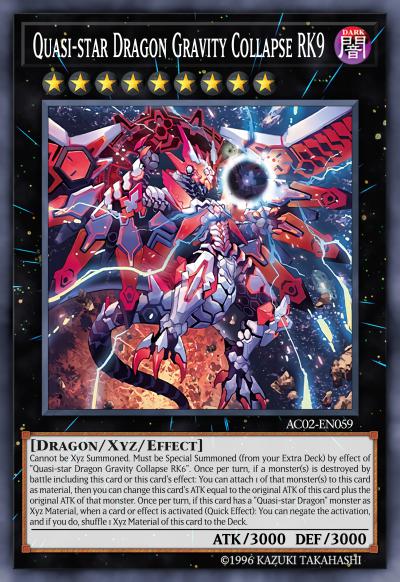 QUASI-STAR DRAGON GRAVITY COLLAPSE RK9
DARK
闇
AC02-EN059
[DRAGON/XYZ/EFFECT]
Cannot be Xyz Summoned. Must be Special Summoned (from your Extra Deck) by effect of
"Quasi-star Dragon Gravity Collapse RK6". Once per turn, if a monster(s) is destroyed by
battle including this card or this card's effect: You can attach 1 of that monster(s) to this card
as material, then you can change this card's ATK equal to the original ATK of this card plus the
original ATK of that monster. Once per turn, if this card has a "Quasi-star Dragon" monster as
Xyz Material, when a card or effect is activated (Quick Effect): You can negate the activation,
and if you do, shuffle 1 Xyz Material of this card to the Deck.
ATK/3000 DEF/3000
©1996 KAZUKI TAKAHASHI